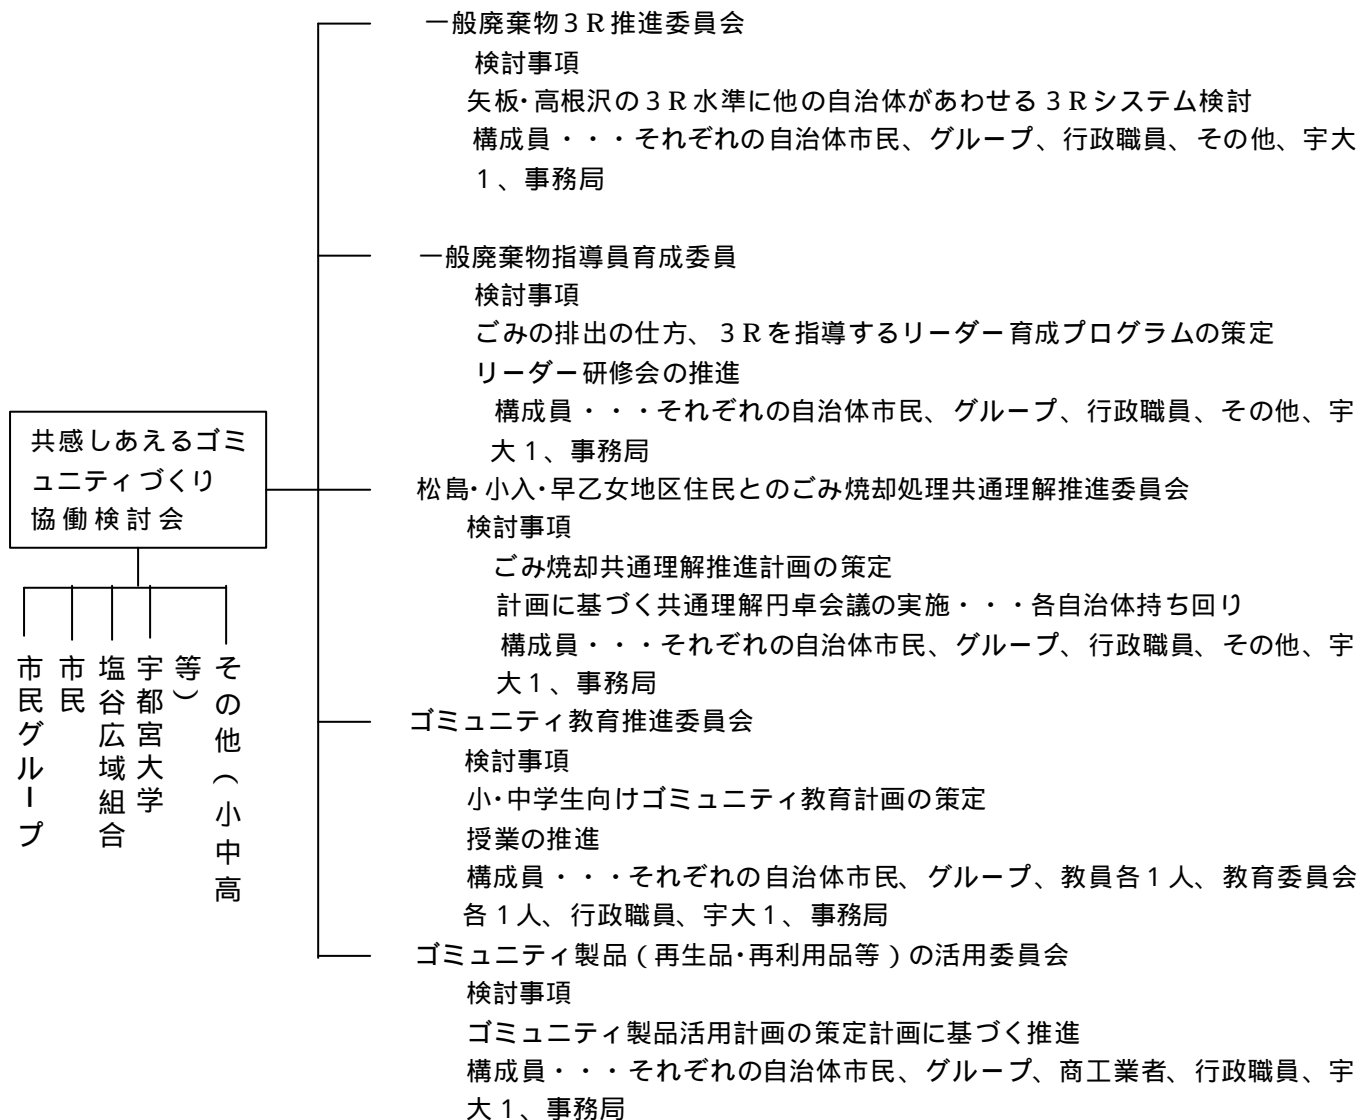 一般廃棄物3R推進委員会
検討事項
矢板・高根沢の3R水準に他の自治体があわせる3Rシステム検討
構成員・・・それぞれの自治体市民、グループ、行政職員、その他、宇大
1、事務局
一般廃棄物指導員育成委員
検討事項
ごみの排出の仕方、3Rを指導するリーダー育成プログラムの策定
リーダー研修会の推進
構成員・・・それぞれの自治体市民、グループ、行政職員、その他、宇
大1、事務局
共感しあえるゴミ
ュニティづくり
協働検討会
松島・小入・早乙女地区住民とのごみ焼却処理共通理解推進委員会
検討事項
ごみ焼却共通理解推進計画の策定
計画に基づく共通理解円卓会議の実施・・・各自治体持ち回り
構成員・・・それぞれの自治体市民、グループ、行政職員、その他、宇
大1、事務局
その他(小中高
等)
宇都宮大学
塩谷広域組合
市民
市民グループ
ゴミュニティ教育推進委員会
検討事項
小・中学生向けゴミュニティ教育計画の策定
授業の推進
構成員・・・それぞれの自治体市民、グループ、教員各1人、教育委員会
各1人、行政職員、宇大1、事務局
ゴミュニティ製品(再生品・再利用品等)の活用委員会
検討事項
ゴミュニティ製品活用計画の策定計画に基づく推進
構成員・・・それぞれの自治体市民、グループ、商工業者、行政職員、宇
大1、事務局